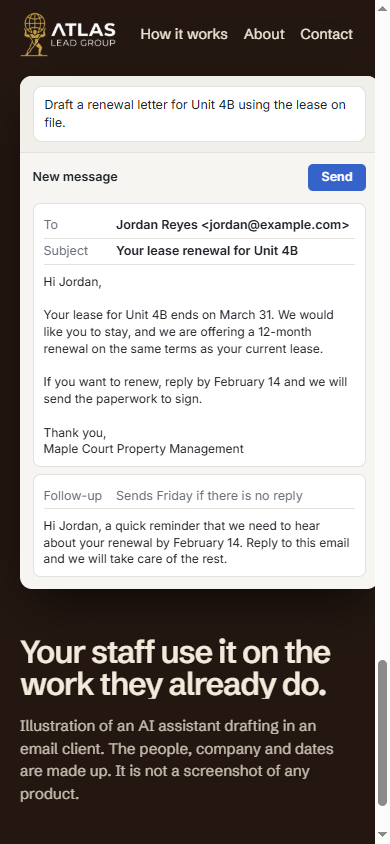 ATLAS
LEAD GROUP
How it works
About
Contact
Draft a renewal letter for Unit 4B using the lease on
file.
New message
Send
To Jordan Reyes <jordan@example.com>
Subject Your lease renewal for Unit 4B
Hi Jordan,
Your lease for Unit 4B ends on March 31. We would
like you to stay, and we are offering a 12-month
renewal on the same terms as your current lease.
If you want to renew, reply by February 14 and we will
send the paperwork to sign.
Thank you,
Maple Court Property Management
Follow-up Sends Friday if there is no reply
Hi Jordan, a quick reminder that we need to hear
about your renewal by February 14. Reply to this email
and we will take care of the rest.
Your staff use it on the
work they already do.
Illustration of an AI assistant drafting in an
email client. The people, company and dates
are made up. It is not a screenshot of any
product.